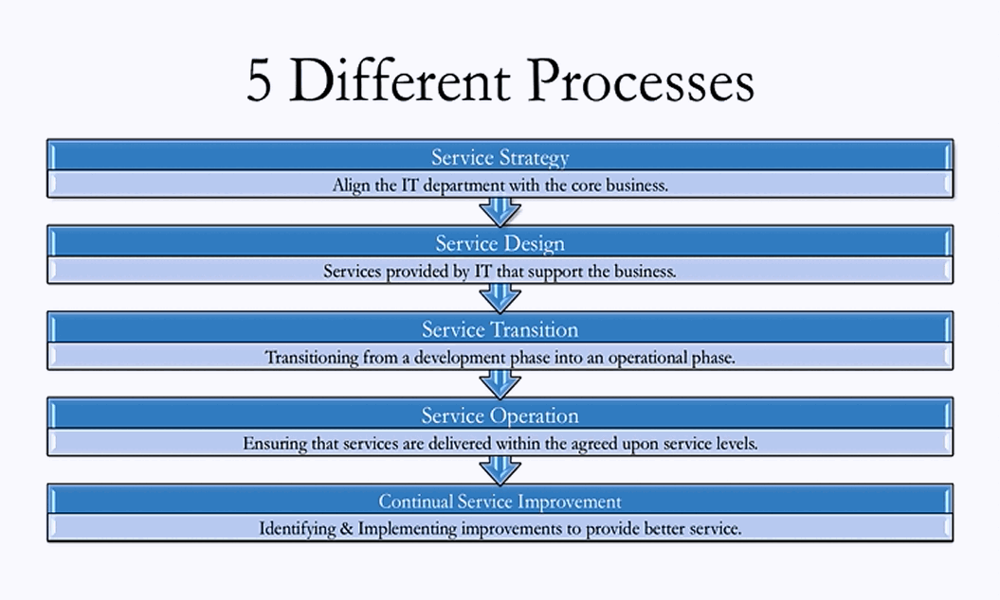 5 Different Processes
Service Strategy
Align the IT department with the core business.
Service Design
Services provided by IT that support the business.
Service Transition
Transitioning from a development phase into an operational phase.
Service Operation
Ensuring that services are delivered within the agreed upon service levels.
Continual Service Improvement
Identifying & Implementing improvements to provide better service.